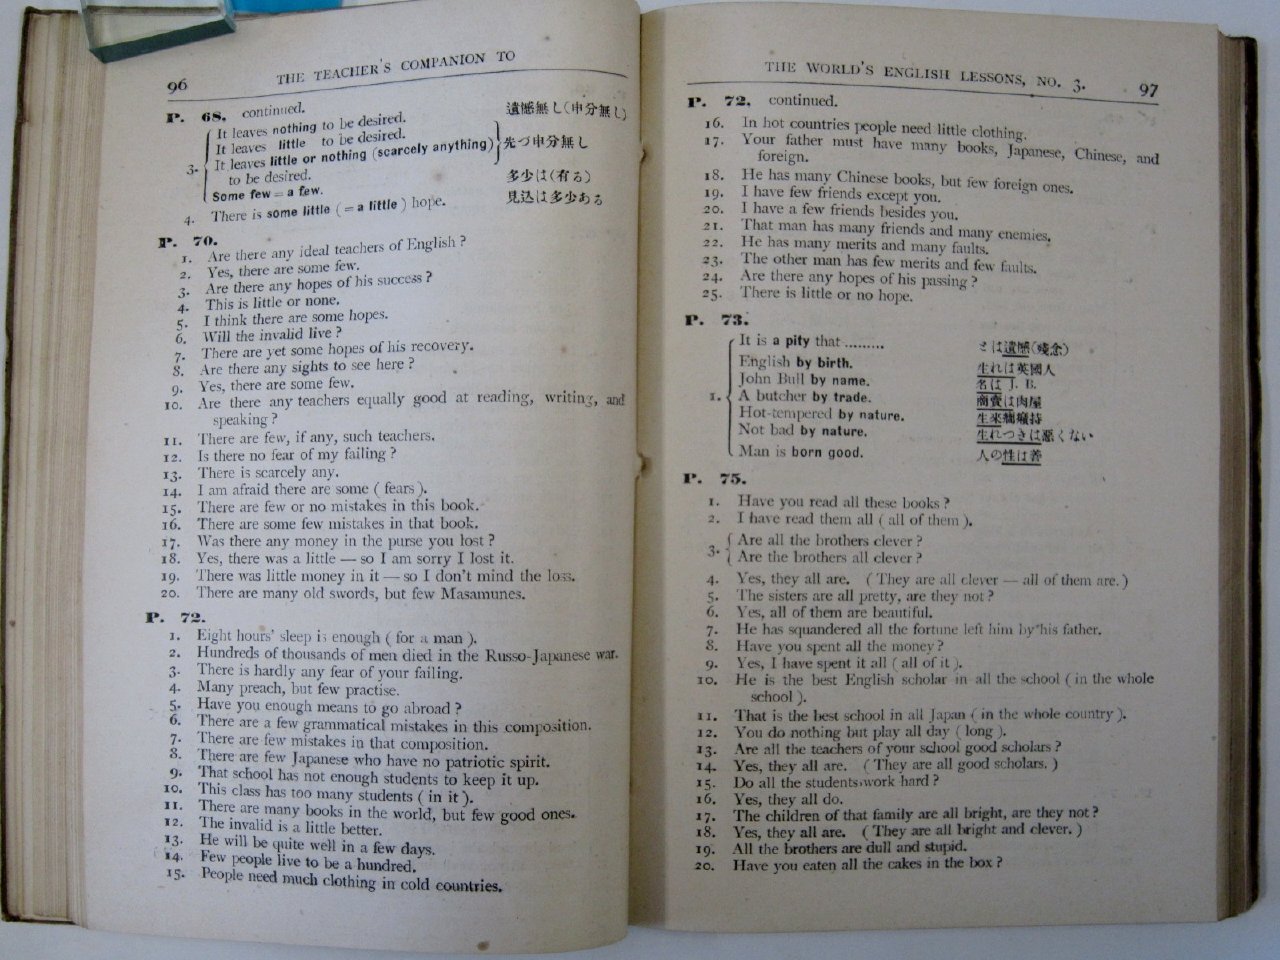 96 THE TEACHER'S COMPANION TO
P. 68. continued.
3. It leaves nothing to be desired. 遺憾無し(申分無し)
It leaves little to be desired.
It leaves little or nothing (scarcely anything) 先づ申分無し
to be desired.
Some few = a few. 多少は(有る)
4. There is some little (= a little) hope. 見込は多少ある
P. 70.
1. Are there any ideal teachers of English?
2. Yes, there are some few.
3. Are there any hopes of his success?
4. This is little or none.
5. I think there are some hopes.
6. Will the invalid live?
7. There are yet some hopes of his recovery.
8. Are there any sights to see here?
9. Yes, there are some few.
10. Are there any teachers equally good at reading, writing, and
speaking?
11. There are few, if any, such teachers.
12. Is there no fear of my failing?
13. There is scarcely any.
14. I am afraid there are some (fears).
15. There are few or no mistakes in this book.
16. There are some few mistakes in that book.
17. Was there any money in the purse you lost?
18. Yes, there was a little — so I am sorry I lost it.
19. There was little money in it — so I don't mind the loss.
20. There are many old swords, but few Masamunes.
P. 72.
1. Eight hours' sleep is enough (for a man).
2. Hundreds of thousands of men died in the Russo-Japanese war.
3. There is hardly any fear of your failing.
4. Many preach, but few practise.
5. Have you enough means to go abroad?
6. There are a few grammatical mistakes in this composition.
7. There are few mistakes in that composition.
8. There are few Japanese who have no patriotic spirit.
9. That school has not enough students to keep it up.
10. This class has too many students (in it).
11. There are many books in the world, but few good ones.
12. The invalid is a little better.
13. He will be quite well in a few days.
14. Few people live to be a hundred.
15. People need much clothing in cold countries.
THE WORLD'S ENGLISH LESSONS, NO. 3. 97
P. 72. continued.
16. In hot countries people need little clothing.
17. Your father must have many books, Japanese, Chinese, and
foreign.
18. He has many Chinese books, but few foreign ones.
19. I have few friends except you.
20. I have a few friends besides you.
21. That man has many friends and many enemies.
22. He has many merits and many faults.
23. The other man has few merits and few faults.
24. Are there any hopes of his passing?
25. There is little or no hope.
P. 73.
1. It is a pity that ......... とは遺憾(殘念)
English by birth. 生れは英國人
John Bull by name. 名は J. B.
A butcher by trade. 商賣は肉屋
Hot-tempered by nature. 生來癇癪持
Not bad by nature. 生れつきは悪くない
Man is born good. 人の性は善
P. 75.
1. Have you read all these books?
2. I have read them all (all of them).
3. Are all the brothers clever?
Are the brothers all clever?
4. Yes, they all are. (They are all clever — all of them are.)
5. The sisters are all pretty, are they not?
6. Yes, all of them are beautiful.
7. He has squandered all the fortune left him by his father.
8. Have you spent all the money?
9. Yes, I have spent it all (all of it).
10. He is the best English scholar in all the school (in the whole
school).
11. That is the best school in all Japan (in the whole country).
12. You do nothing but play all day (long).
13. Are all the teachers of your school good scholars?
14. Yes, they all are. (They are all good scholars.)
15. Do all the students work hard?
16. Yes, they all do.
17. The children of that family are all bright, are they not?
18. Yes, they all are. (They are all bright and clever.)
19. All the brothers are dull and stupid.
20. Have you eaten all the cakes in the box?